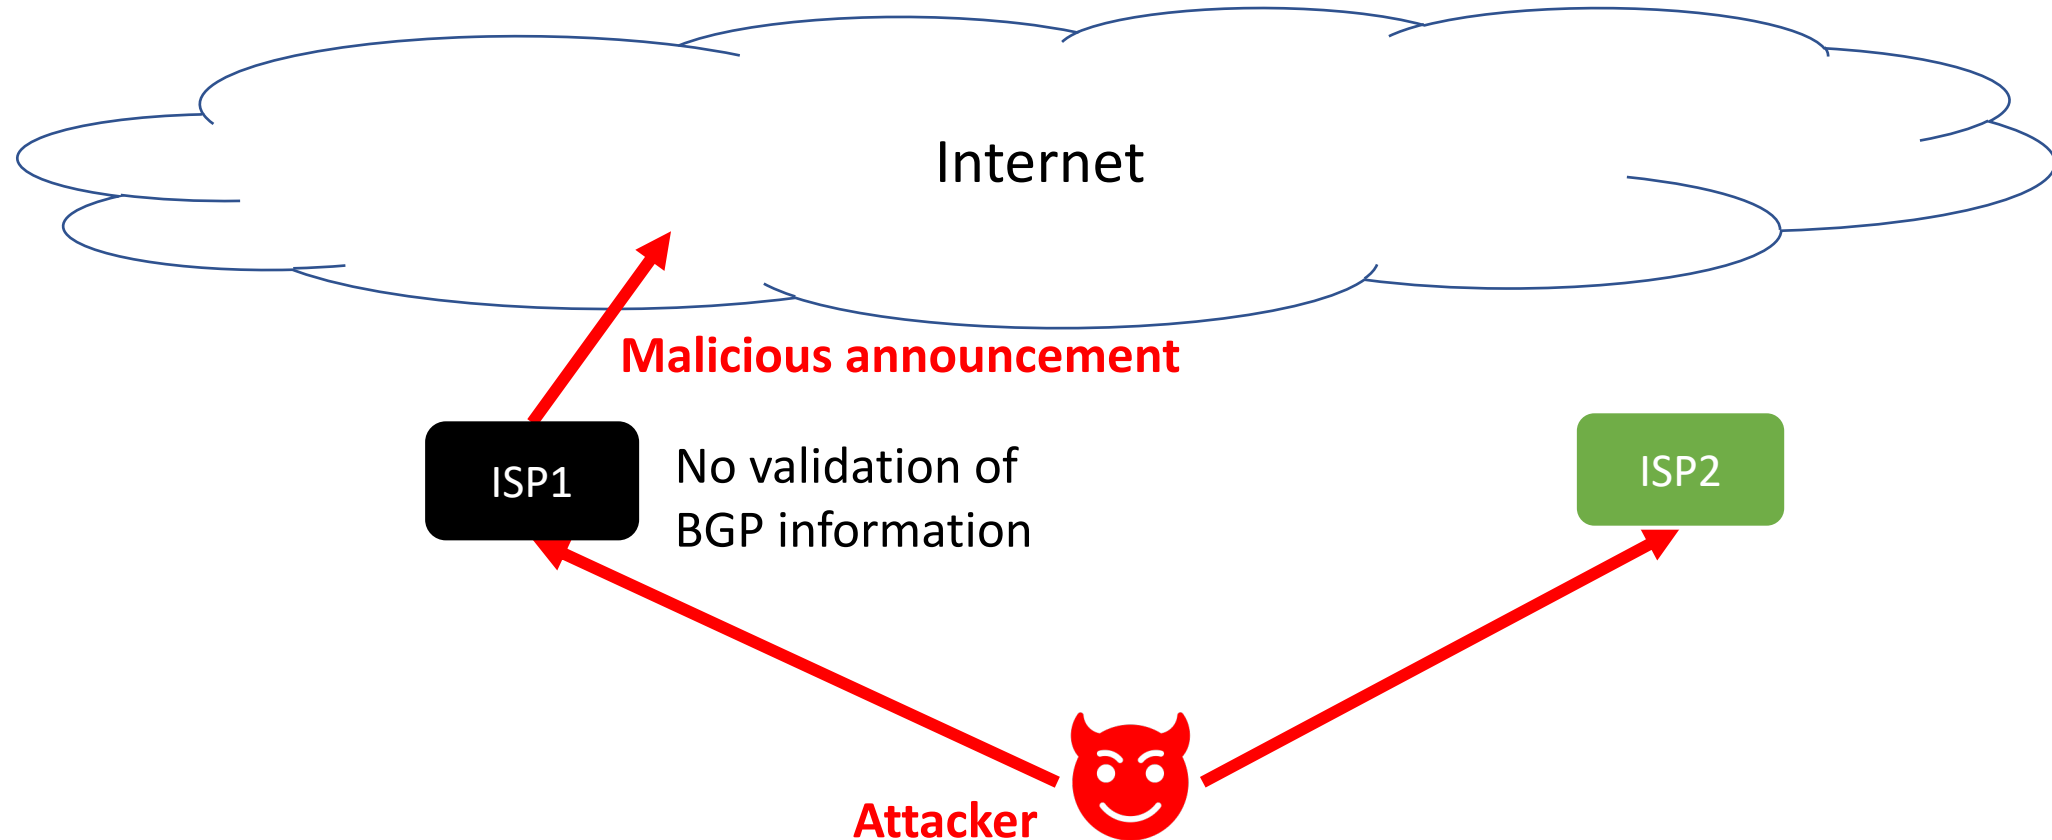 Internet
Malicious announcement
ISP1
No validation of
BGP information
ISP2
Attacker